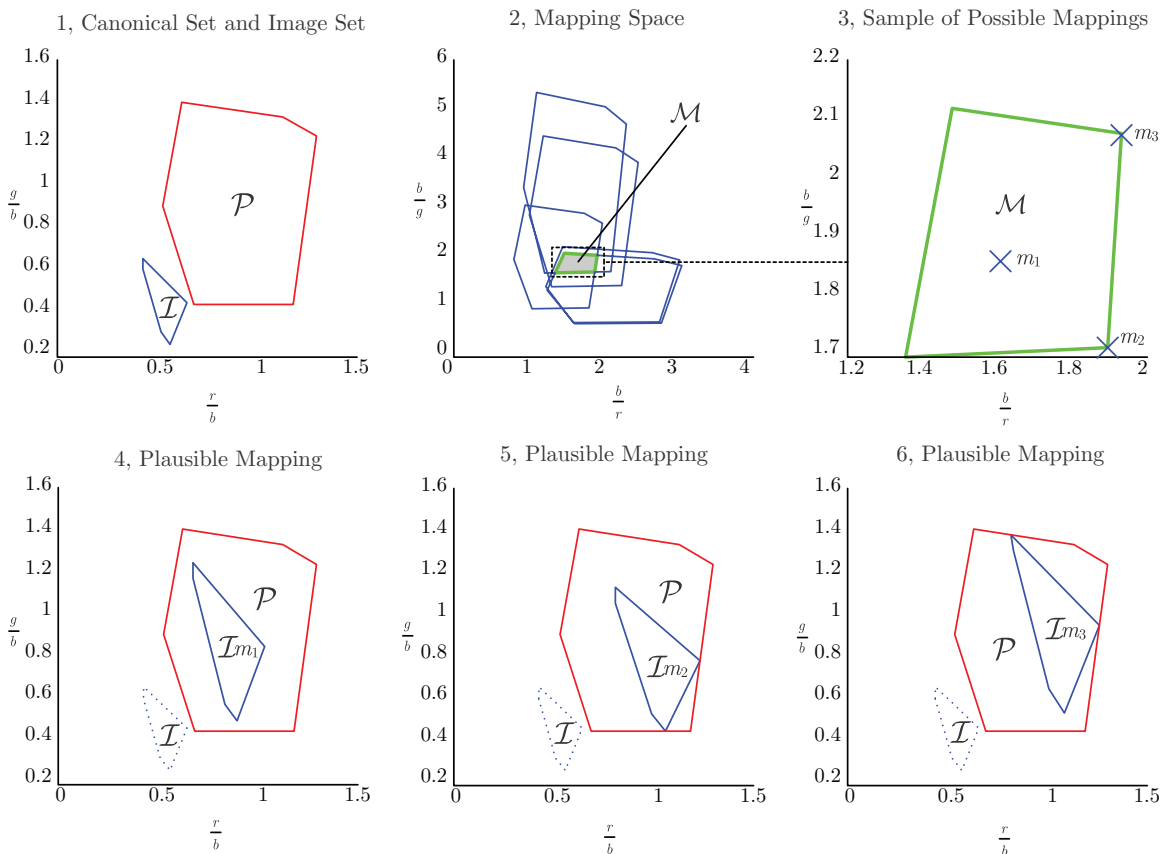 1, Canonical Set and Image Set
1.6
1.4
1.2
1
0.8
0.6
0.4
0.2
g/b
𝒫
ℐ
0
0.5
1
1.5
r/b
2, Mapping Space
6
5
4
3
2
1
0
b/g
ℳ
0
1
2
3
4
b/r
3, Sample of Possible Mappings
2.2
2.1
2
1.9
1.8
1.7
b/g
m3
ℳ
m1
m2
1.2
1.4
1.6
1.8
2
b/r
4, Plausible Mapping
1.6
1.4
1.2
1
0.8
0.6
0.4
0.2
g/b
𝒫
ℐm1
ℐ
0
0.5
1
1.5
r/b
5, Plausible Mapping
1.6
1.4
1.2
1
0.8
0.6
0.4
0.2
g/b
𝒫
ℐm2
ℐ
0
0.5
1
1.5
r/b
6, Plausible Mapping
1.6
1.4
1.2
1
0.8
0.6
0.4
0.2
g/b
𝒫
ℐm3
ℐ
0
0.5
1
1.5
r/b